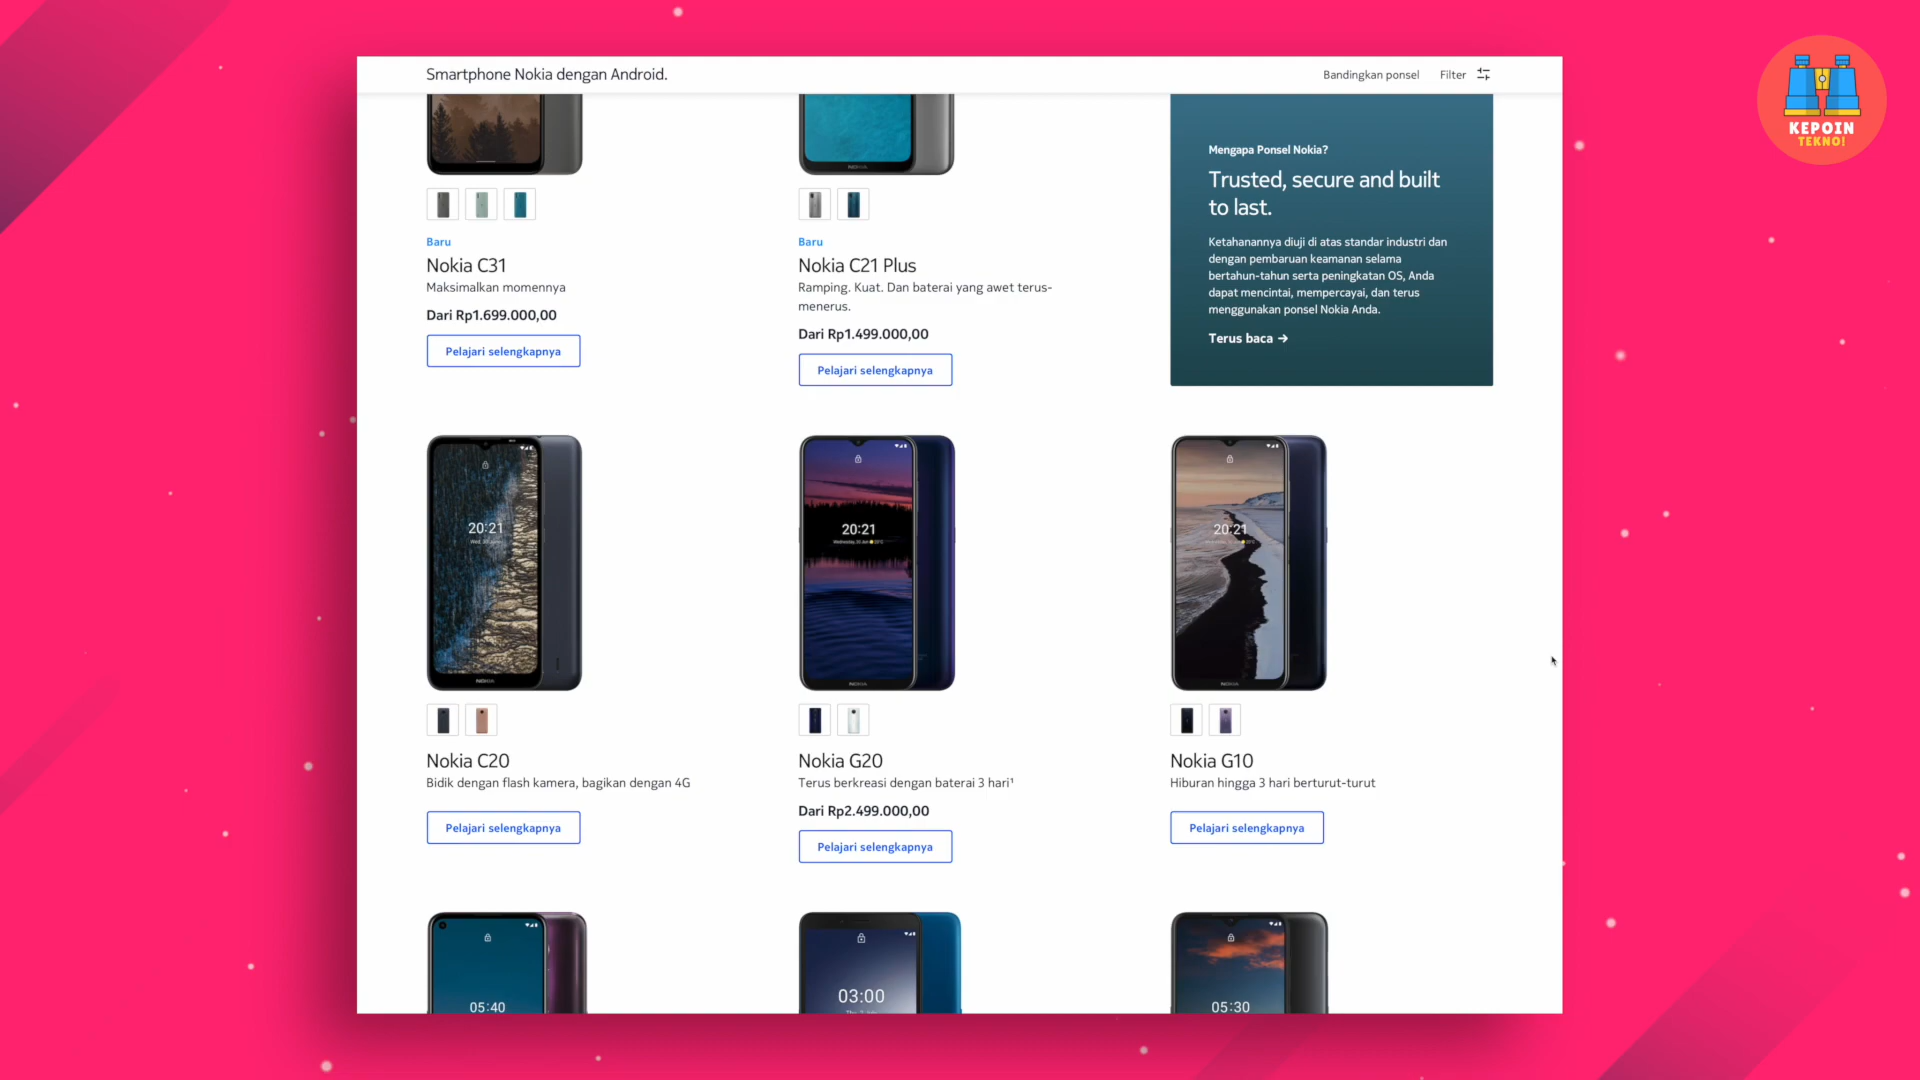 Smartphone Nokia dengan Android.
Bandingkan ponsel
Filter
KEPOIN
TEKNO!
NOKIA
Baru
Nokia C31
Maksimalkan momennya
Dari Rp1.699.000,00
Pelajari selengkapnya
Baru
Nokia C21 Plus
Ramping. Kuat. Dan baterai yang awet terus-
menerus.
Dari Rp1.499.000,00
Pelajari selengkapnya
Mengapa Ponsel Nokia?
Trusted, secure and built
to last.
Ketahanannya diuji di atas standar industri dan
dengan pembaruan keamanan selama
bertahun-tahun serta peningkatan OS, Anda
dapat mencintai, mempercayai, dan terus
menggunakan ponsel Nokia Anda.
Terus baca →
20:21
NOKIA
Nokia C20
Bidik dengan flash kamera, bagikan dengan 4G
Pelajari selengkapnya
20:21
NOKIA
Nokia G20
Terus berkreasi dengan baterai 3 hari¹
Dari Rp2.499.000,00
Pelajari selengkapnya
20:21
NOKIA
Nokia G10
Hiburan hingga 3 hari berturut-turut
Pelajari selengkapnya
05:40
03:00
05:30